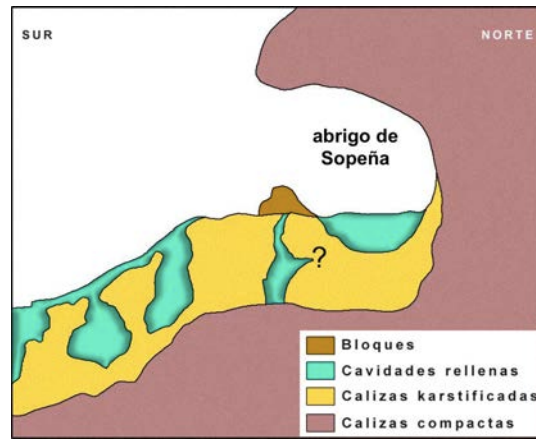 SUR
NORTE
abrigo de
Sopeña
?
Bloques
Cavidades rellenas
Calizas karstificadas
Calizas compactas